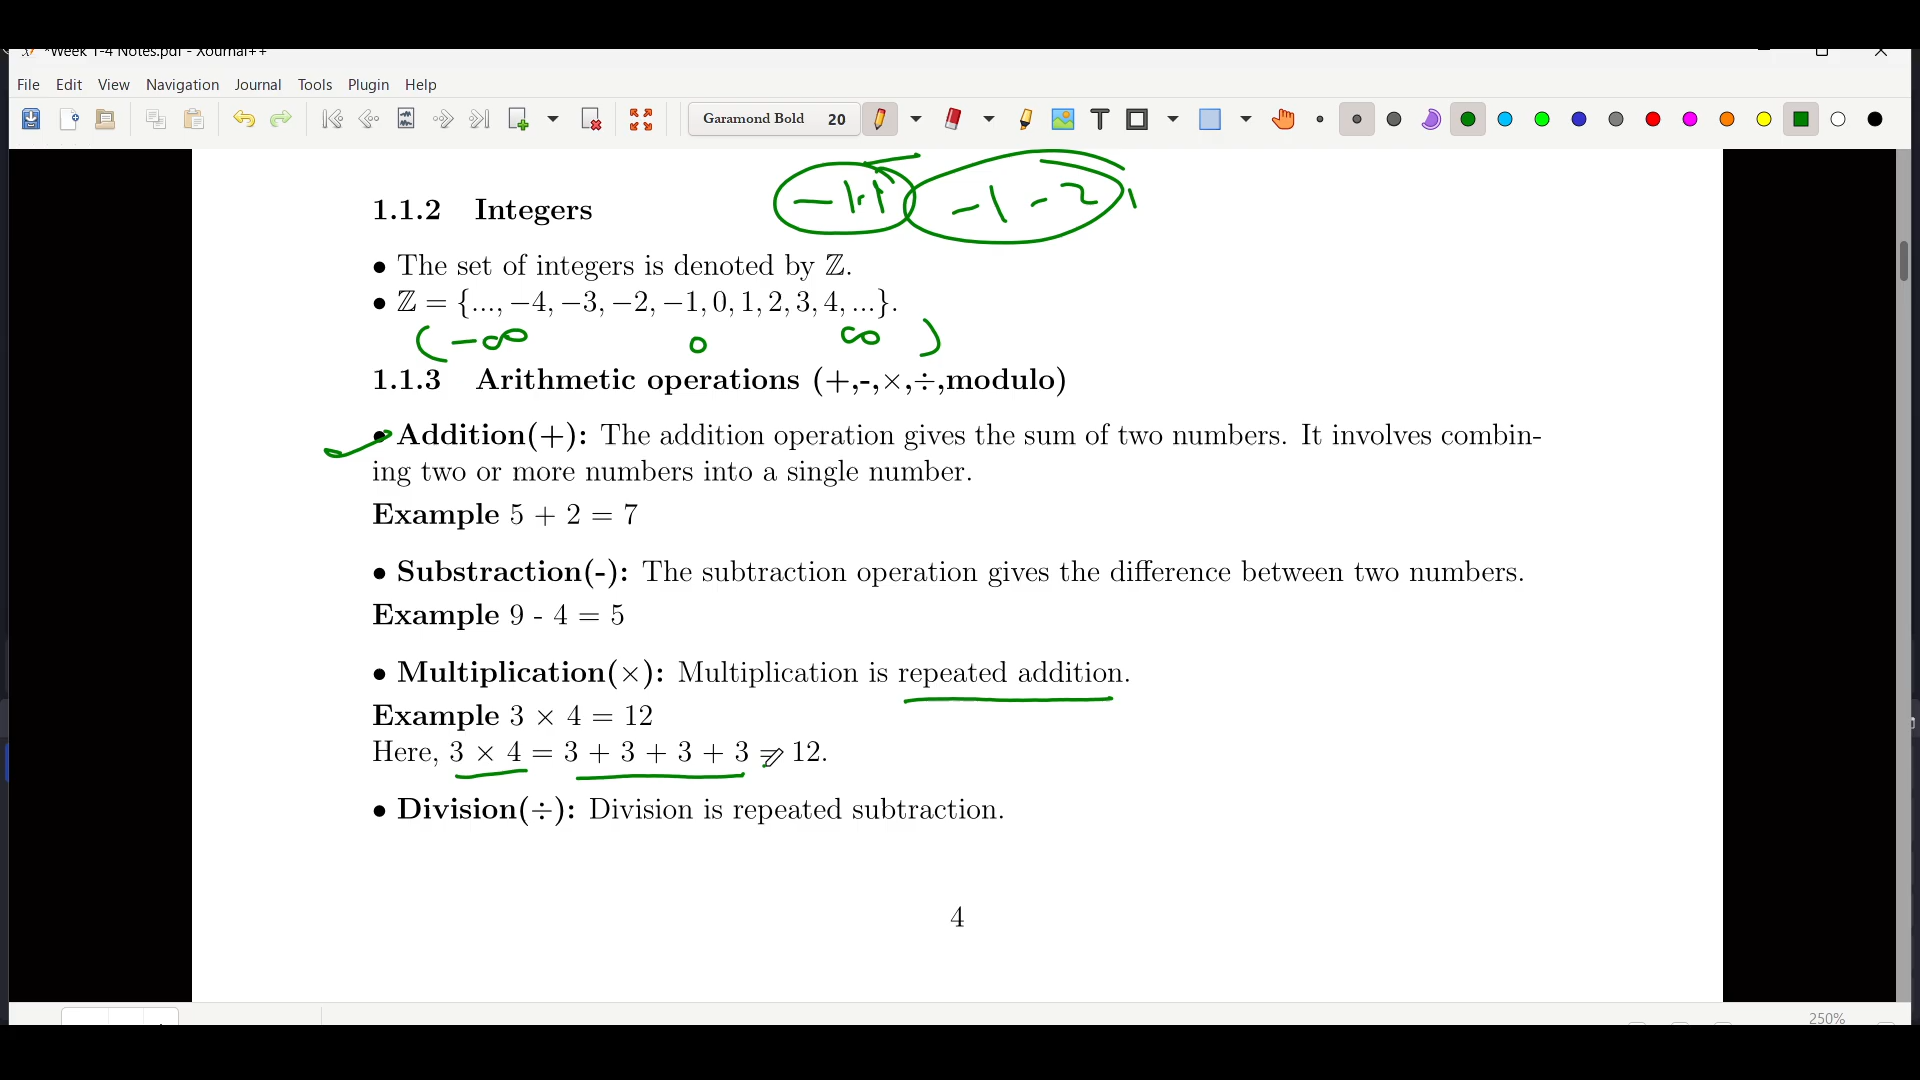 *Week 1-4 Notes.pdf - Xournal++
File Edit View Navigation Journal Tools Plugin Help
Garamond Bold 20
1.1.2 Integers
-1 - 2
• The set of integers is denoted by ℤ.
• ℤ = {..., −4, −3, −2, −1, 0, 1, 2, 3, 4, ...}.
( -∞ 0 ∞ )
1.1.3 Arithmetic operations (+,-,×,÷,modulo)
• Addition(+): The addition operation gives the sum of two numbers. It involves combin-
ing two or more numbers into a single number.
Example 5 + 2 = 7
• Substraction(-): The subtraction operation gives the difference between two numbers.
Example 9 - 4 = 5
• Multiplication(×): Multiplication is repeated addition.
Example 3 × 4 = 12
Here, 3 × 4 = 3 + 3 + 3 + 3 = 12.
• Division(÷): Division is repeated subtraction.
4
250%